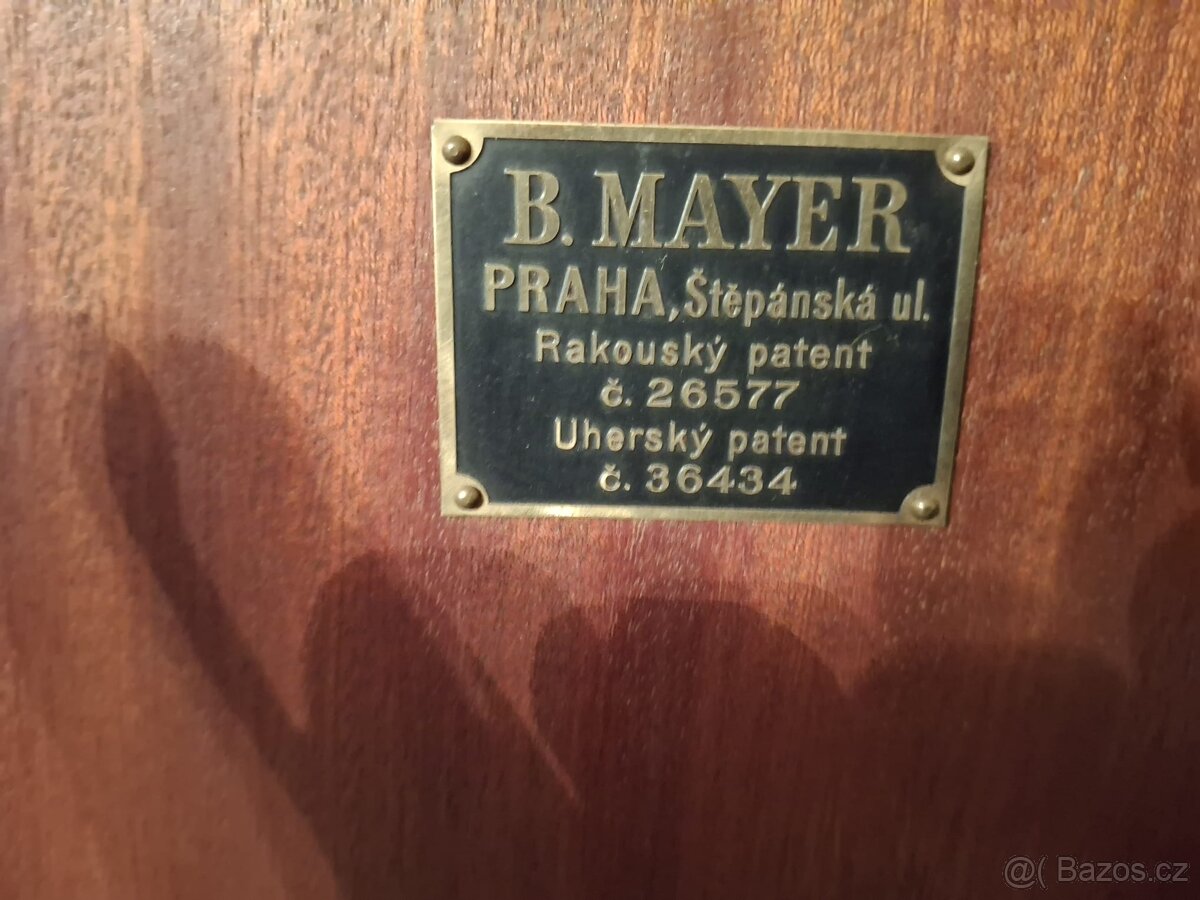 B. MAYER
PRAHA, Štěpánská ul.
Rakouský patent
č. 26577
Uherský patent
č. 36434
@( Bazos.cz